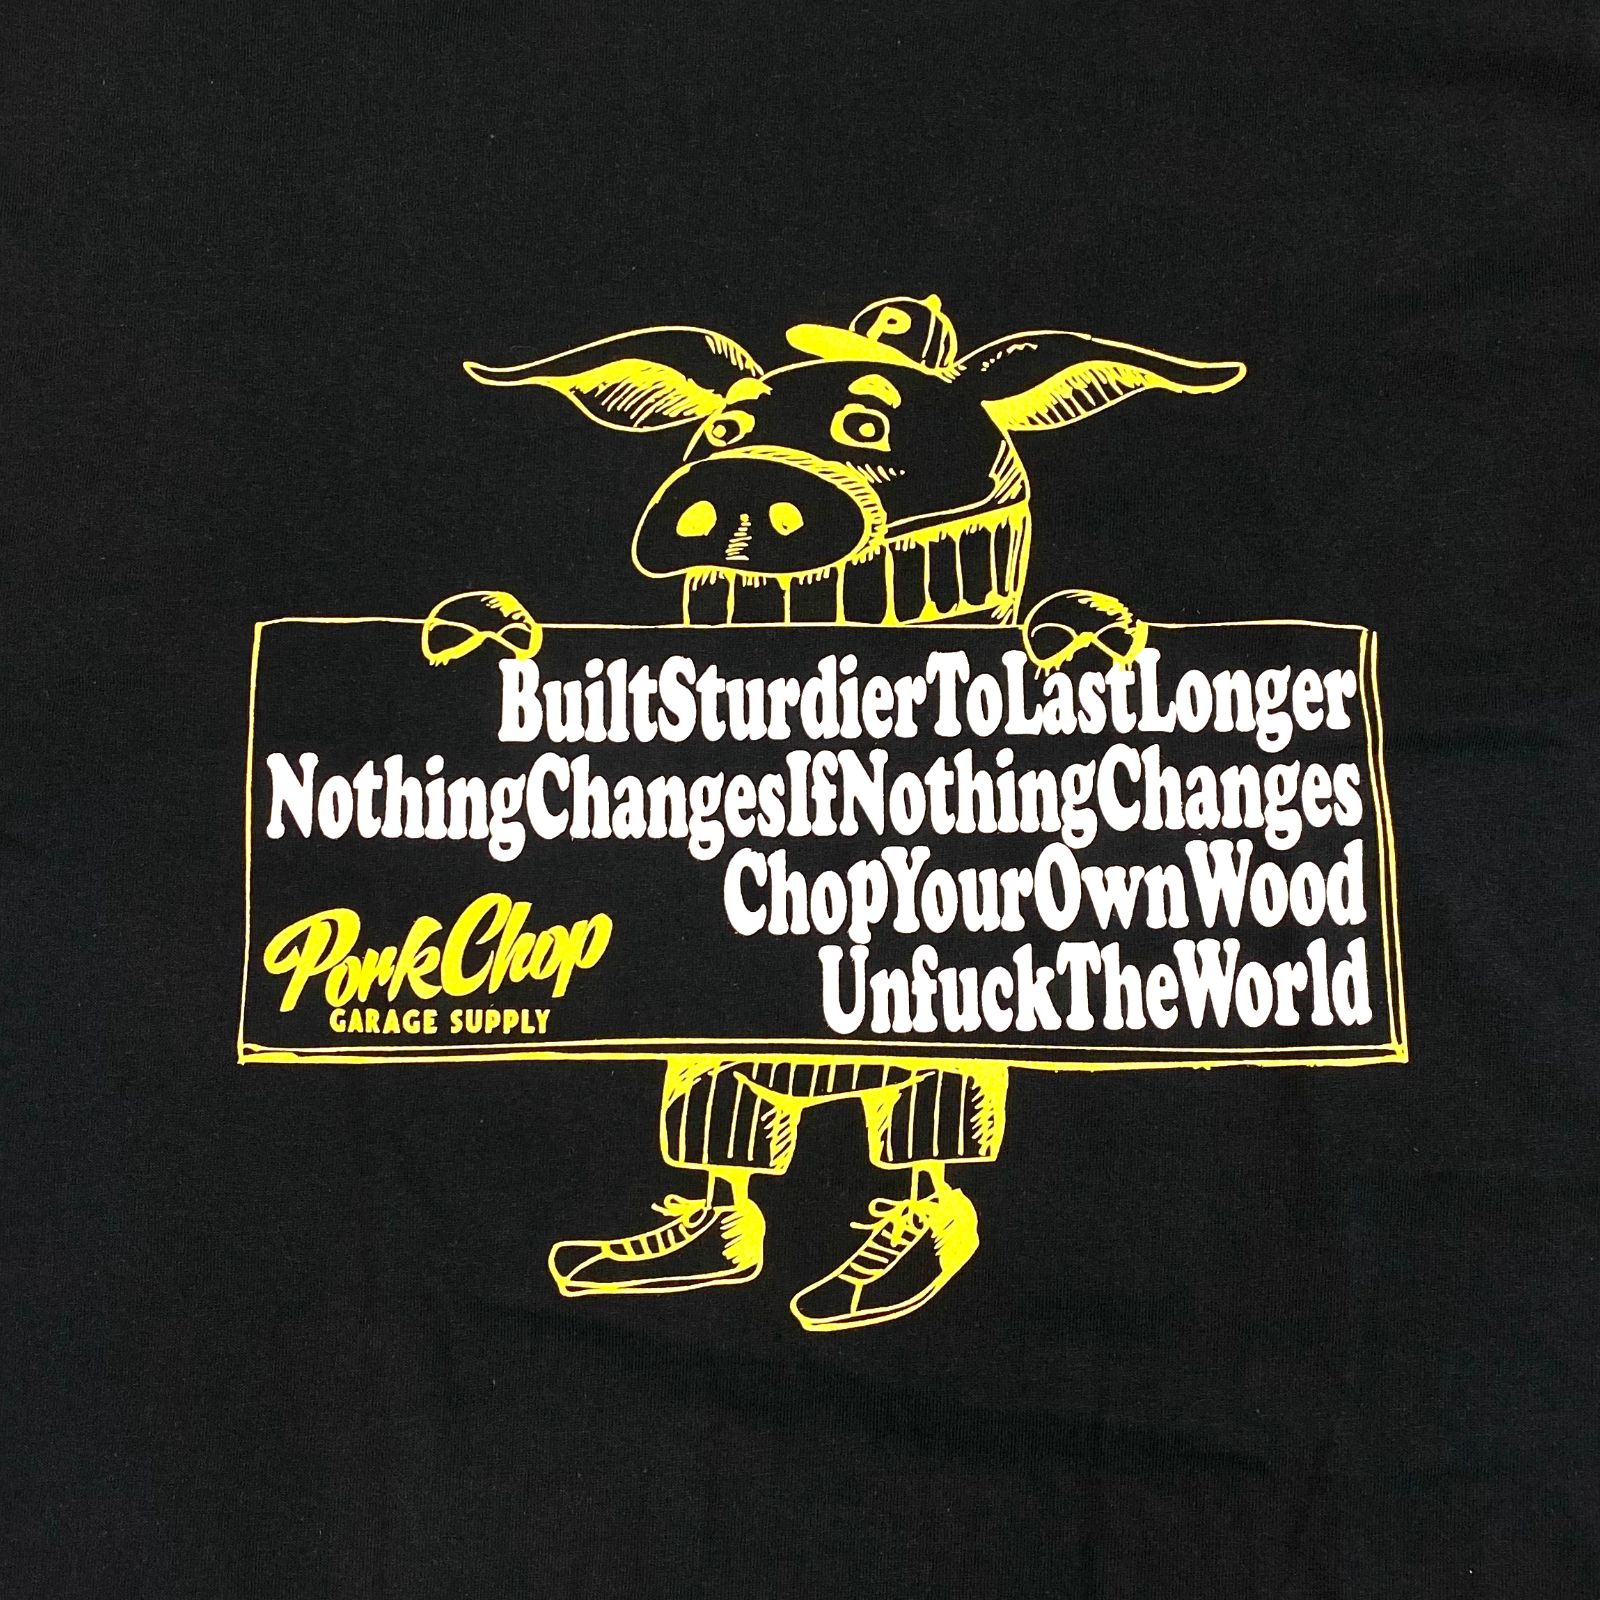 P
BuiltSturdierToLastLonger
NothingChangesIfNothingChanges
ChopYourOwnWood
UnfuckTheWorld
PorkChop
GARAGE SUPPLY